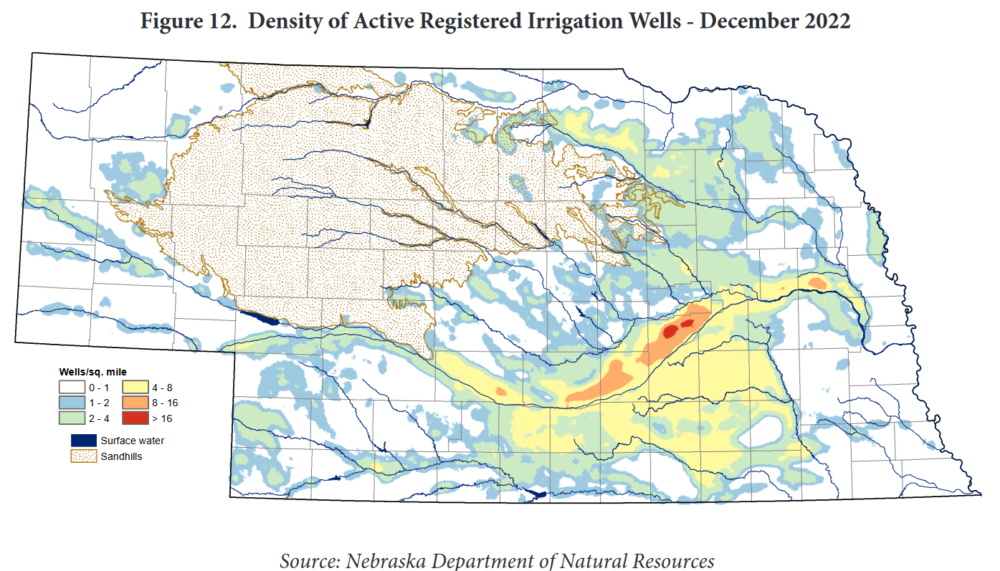 Figure 12. Density of Active Registered Irrigation Wells - December 2022
Wells/sq. mile
0 - 1
4 - 8
1 - 2
8 - 16
2 - 4
> 16
Surface water
Sandhills
Source: Nebraska Department of Natural Resources